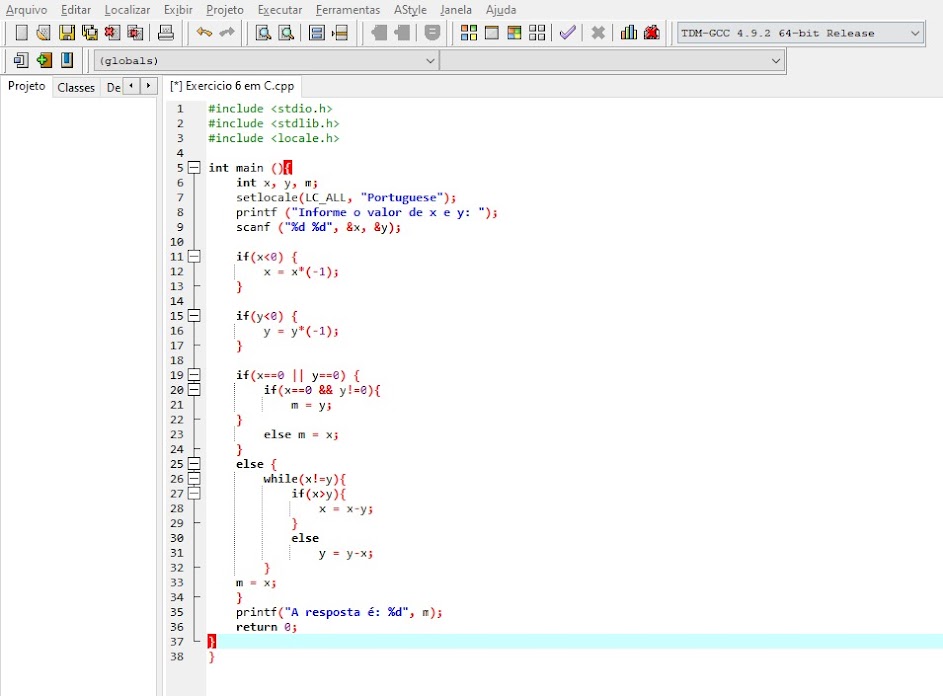 Arquivo Editar Localizar Exibir Projeto Executar Ferramentas AStyle Janela Ajuda
TDM-GCC 4.9.2 64-bit Release
(globals)
Projeto Classes De
[*] Exercicio 6 em C.cpp
1 #include <stdio.h>
2 #include <stdlib.h>
3 #include <locale.h>
4
5 int main (){
6 int x, y, m;
7 setlocale(LC_ALL, "Portuguese");
8 printf ("Informe o valor de x e y: ");
9 scanf ("%d %d", &x, &y);
10
11 if(x<0) {
12 x = x*(-1);
13 }
14
15 if(y<0) {
16 y = y*(-1);
17 }
18
19 if(x==0 || y==0) {
20 if(x==0 && y!=0){
21 m = y;
22 }
23 else m = x;
24 }
25 else {
26 while(x!=y){
27 if(x>y){
28 x = x-y;
29 }
30 else
31 y = y-x;
32 }
33 m = x;
34 }
35 printf("A resposta é: %d", m);
36 return 0;
37 }
38 }